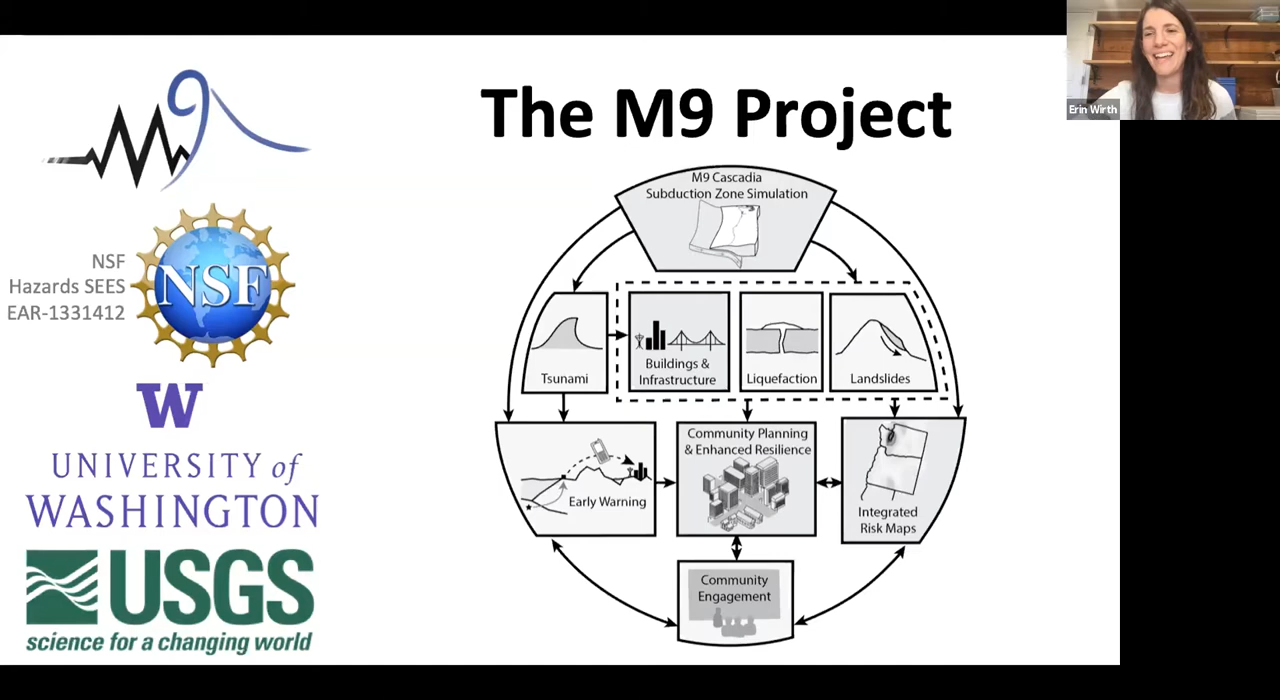 M9
The M9 Project
Erin Wirth
NSF
Hazards SEES
EAR-1331412
NSF
W
UNIVERSITY of
WASHINGTON
USGS
science for a changing world
M9 Cascadia
Subduction Zone Simulation
Tsunami
Buildings &
Infrastructure
Liquefaction
Landslides
Early Warning
Community Planning
& Enhanced Resilience
Integrated
Risk Maps
Community
Engagement